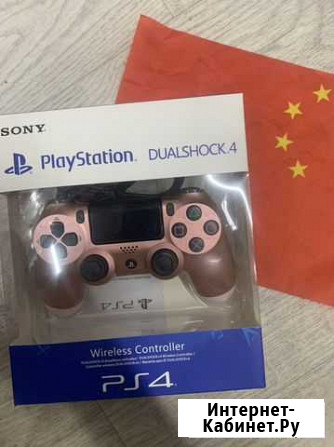 SONY
PlayStation. DUALSHOCK.4
PS4
Wireless Controller
PS4
Интернет-
Кабинет.Ру